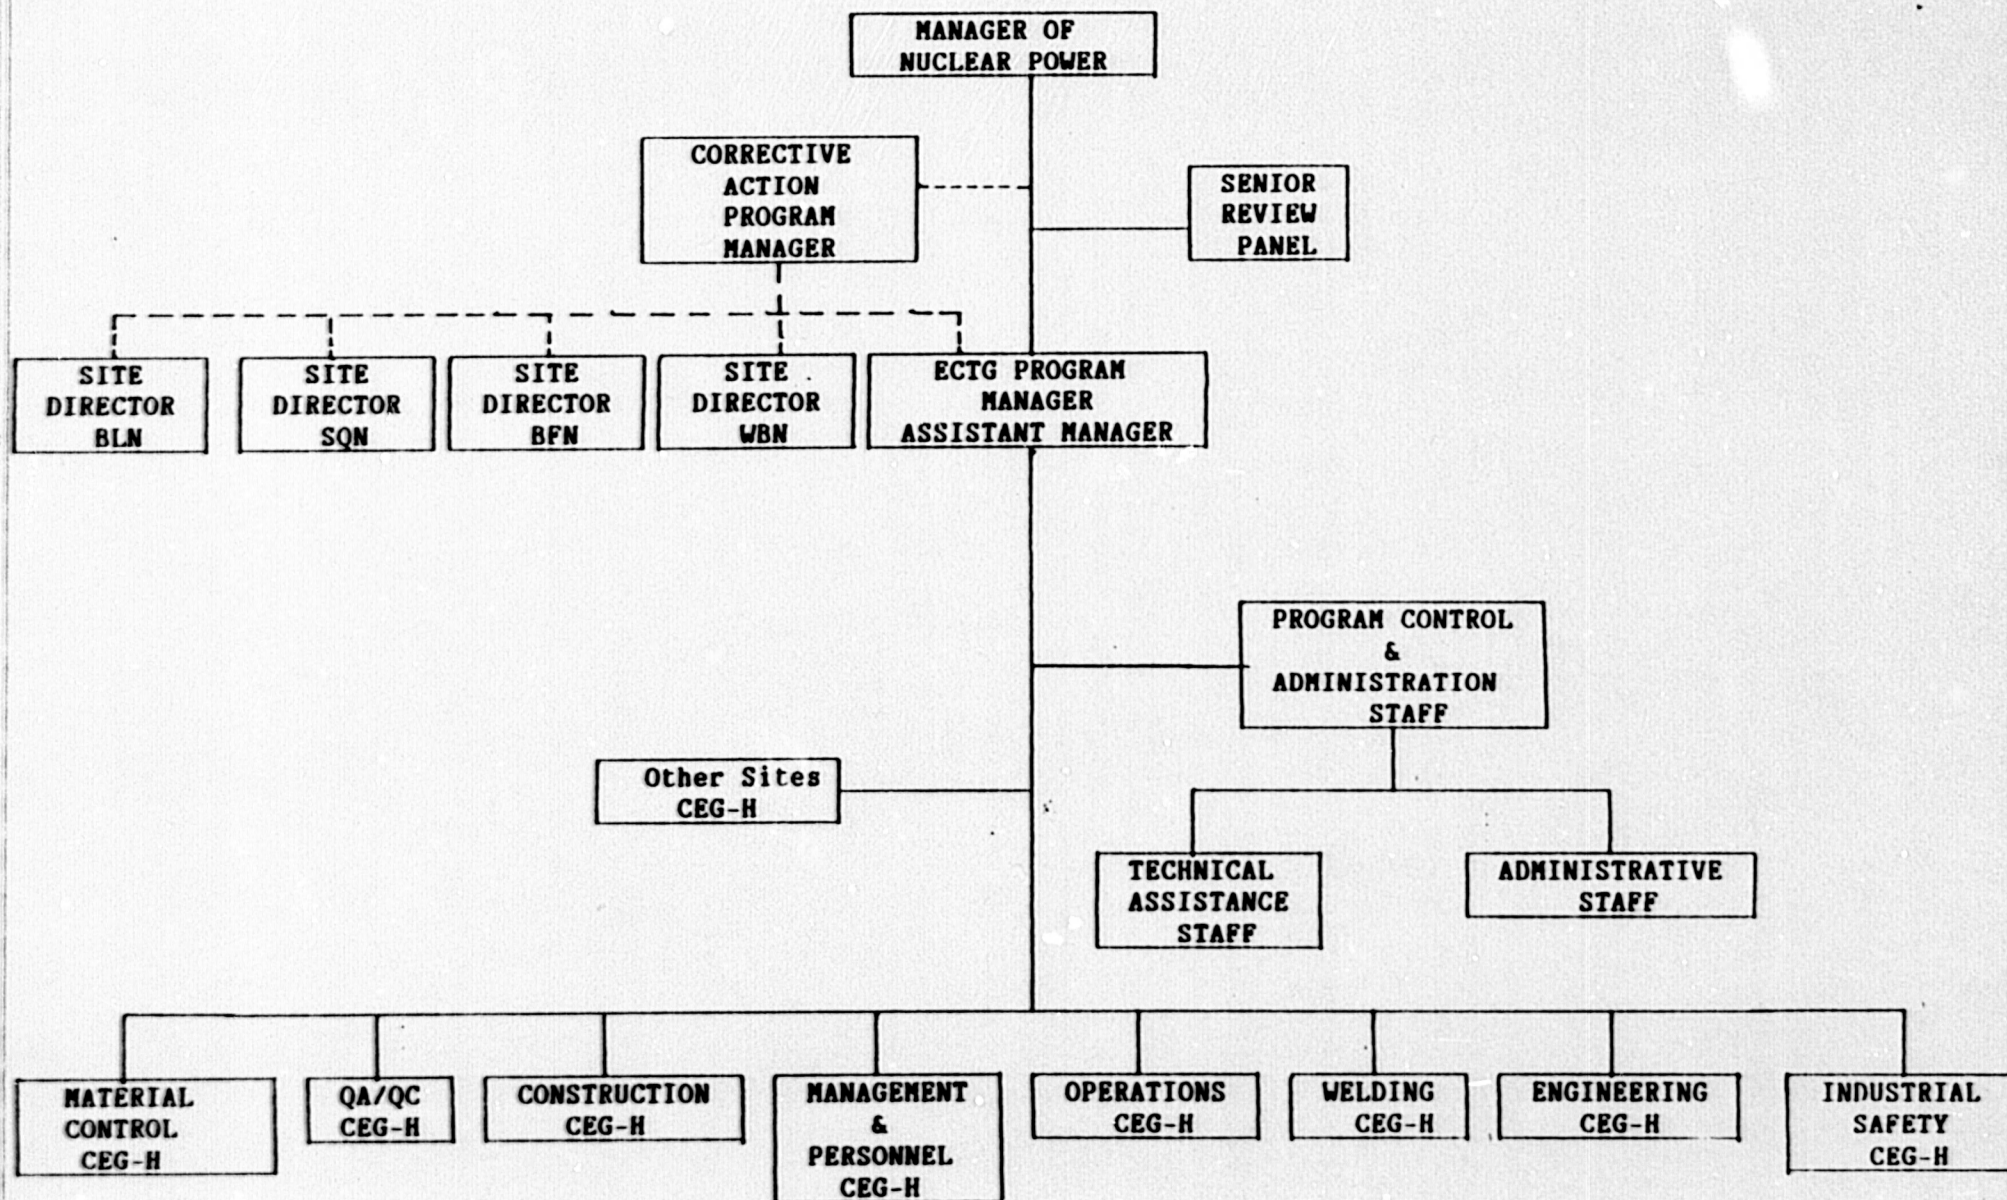 MANAGER OF
NUCLEAR POWER
CORRECTIVE
ACTION
PROGRAM
MANAGER
SENIOR
REVIEW
PANEL
SITE
DIRECTOR
BLN
SITE
DIRECTOR
SQN
SITE
DIRECTOR
BFN
SITE
DIRECTOR
WBN
ECTG PROGRAM
MANAGER
ASSISTANT MANAGER
PROGRAM CONTROL
&
ADMINISTRATION
STAFF
Other Sites
CEG-H
TECHNICAL
ASSISTANCE
STAFF
ADMINISTRATIVE
STAFF
MATERIAL
CONTROL
CEG-H
QA/QC
CEG-H
CONSTRUCTION
CEG-H
MANAGEMENT
&
PERSONNEL
CEG-H
OPERATIONS
CEG-H
WELDING
CEG-H
ENGINEERING
CEG-H
INDUSTRIAL
SAFETY
CEG-H